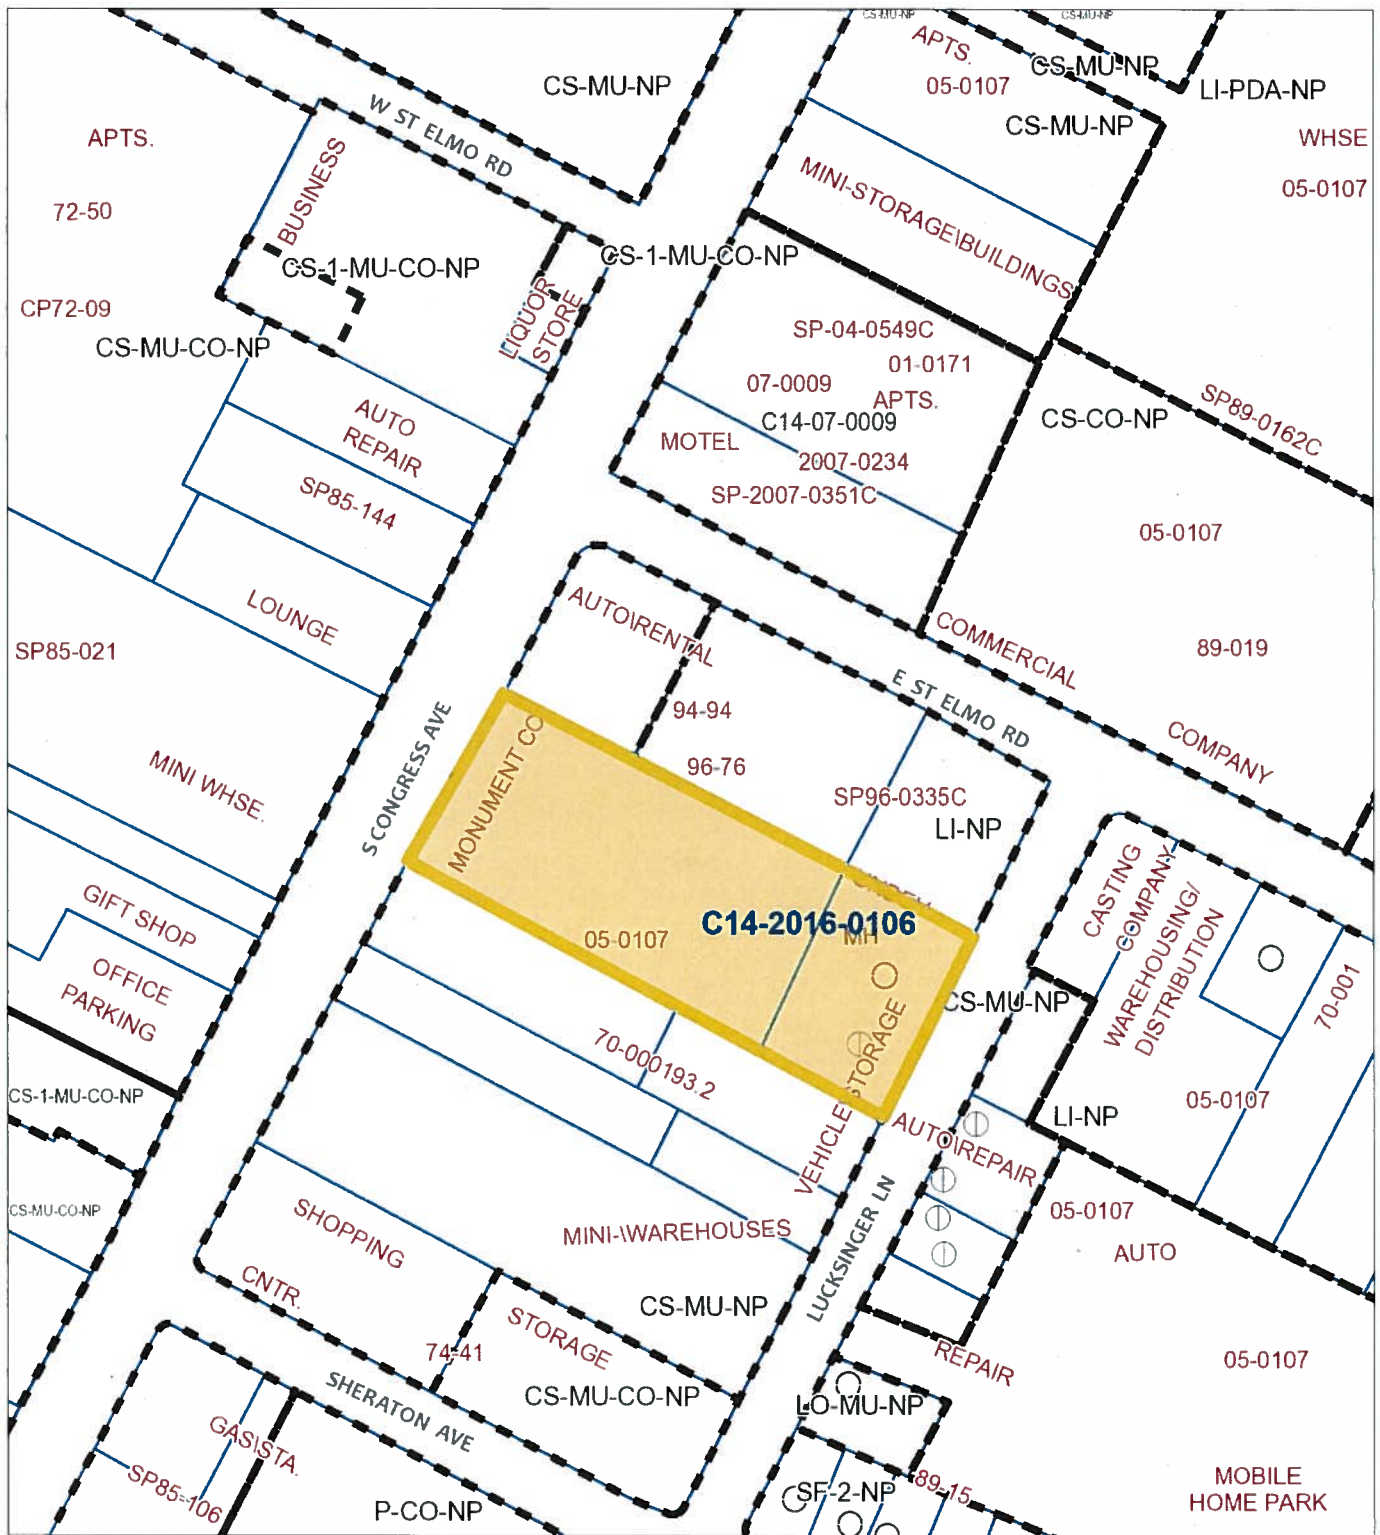 CS-MU-NP
CS-MU-NP
APTS.
05-0107
CS-MU-NP
CS-MU-NP
LI-PDA-NP
CS-MU-NP
W ST ELMO RD
APTS.
72-50
BUSINESS
CS-1-MU-CO-NP
CS-1-MU-CO-NP
WHSE
05-0107
MINI-STORAGE\BUILDINGS
CP72-09
CS-MU-CO-NP
LIQUOR
STORE
SP-04-0549C
01-0171
07-0009
APTS.
C14-07-0009
MOTEL
2007-0234
SP-2007-0351C
CS-CO-NP
SP89-0162C
AUTO
REPAIR
SP85-144
05-0107
LOUNGE
SP85-021
AUTO\RENTAL
COMMERCIAL
89-019
94-94
E ST ELMO RD
COMPANY
MINI WHSE.
S CONGRESS AVE
MONUMENT CO
96-76
SP96-0335C
LI-NP
GIFT SHOP
OFFICE
PARKING
05-0107
C14-2016-0106
MH
CASTING
COMPANY
WAREHOUSING/
DISTRIBUTION
70-001
CS-MU-NP
70-000193.2
VEHICLE STORAGE
CS-1-MU-CO-NP
LI-NP
05-0107
AUTO\REPAIR
CS-MU-CO-NP
SHOPPING
CNTR.
MINI-\WAREHOUSES
LUCKSINGER LN
05-0107
AUTO
REPAIR
CS-MU-NP
STORAGE
74-41
CS-MU-CO-NP
05-0107
SHERATON AVE
LO-MU-NP
GAS\STA.
SP85-106
P-CO-NP
SF-2-NP
89-15
MOBILE
HOME PARK